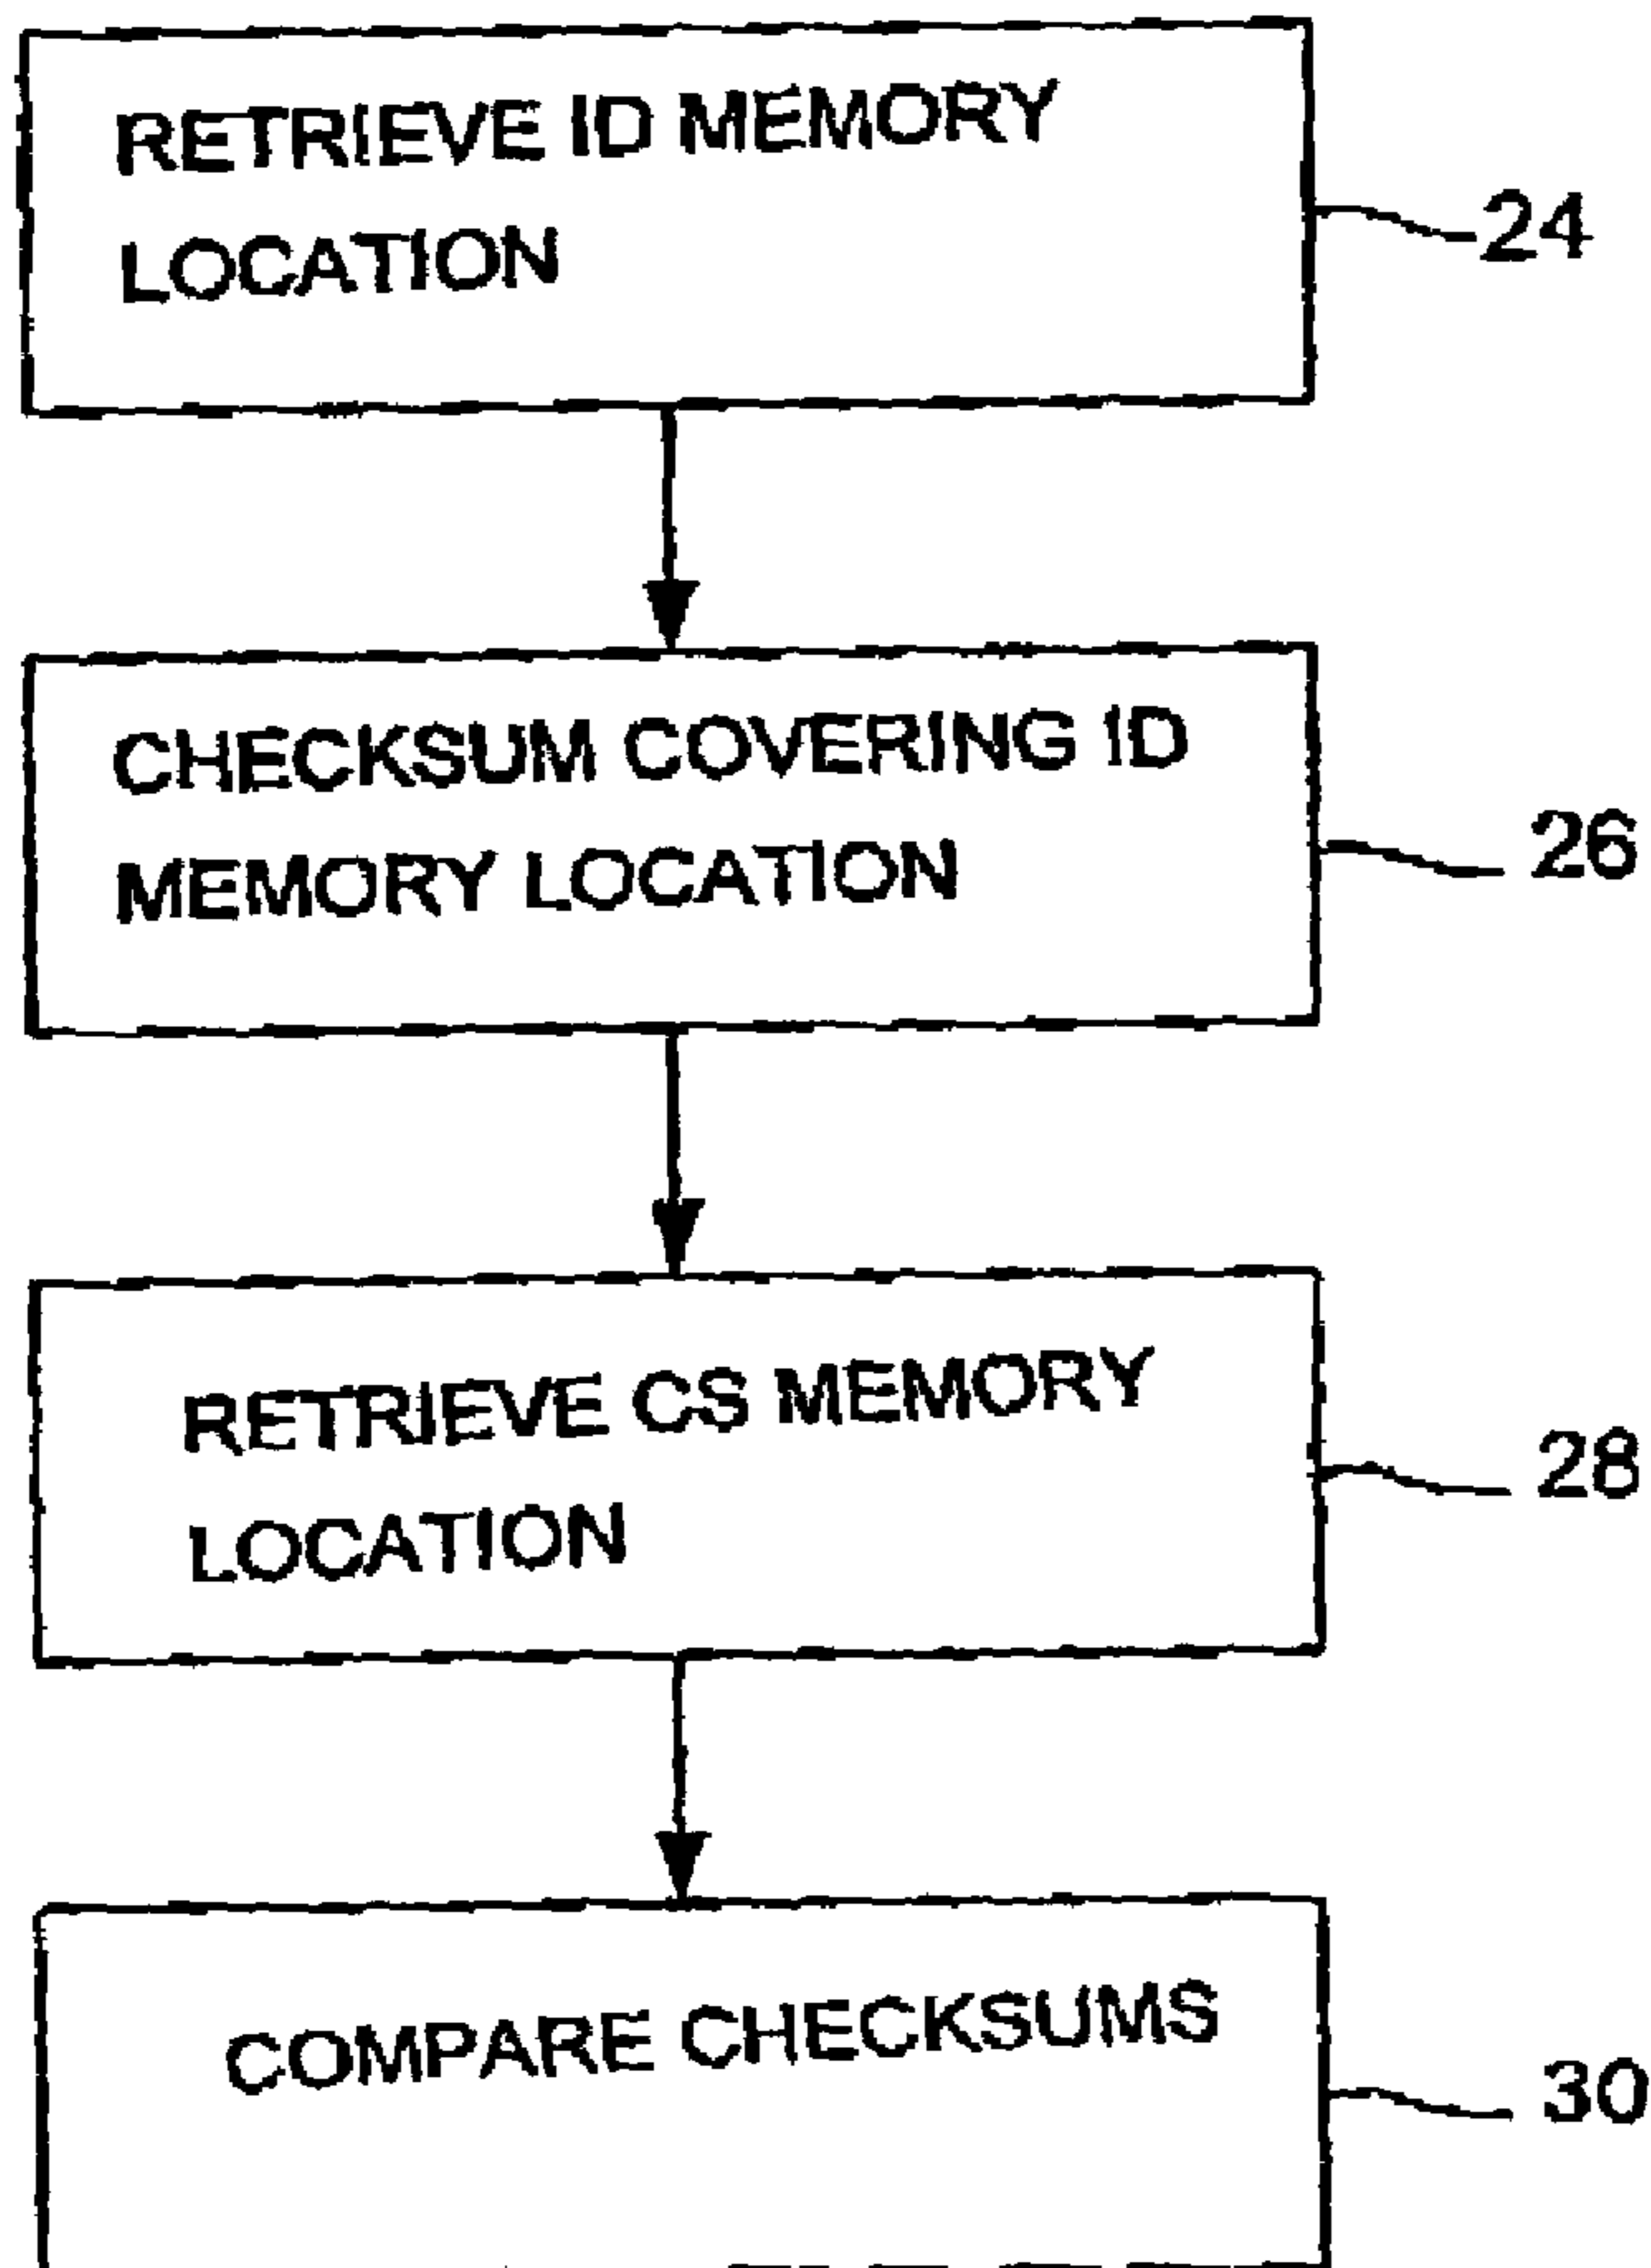 RETRIEVE ID MEMORY
LOCATION
24
CHECKSUM COVERING ID
MEMORY LOCATION
26
RETRIEVE CS MEMORY
LOCATION
28
COMPARE CHECKSUMS
30